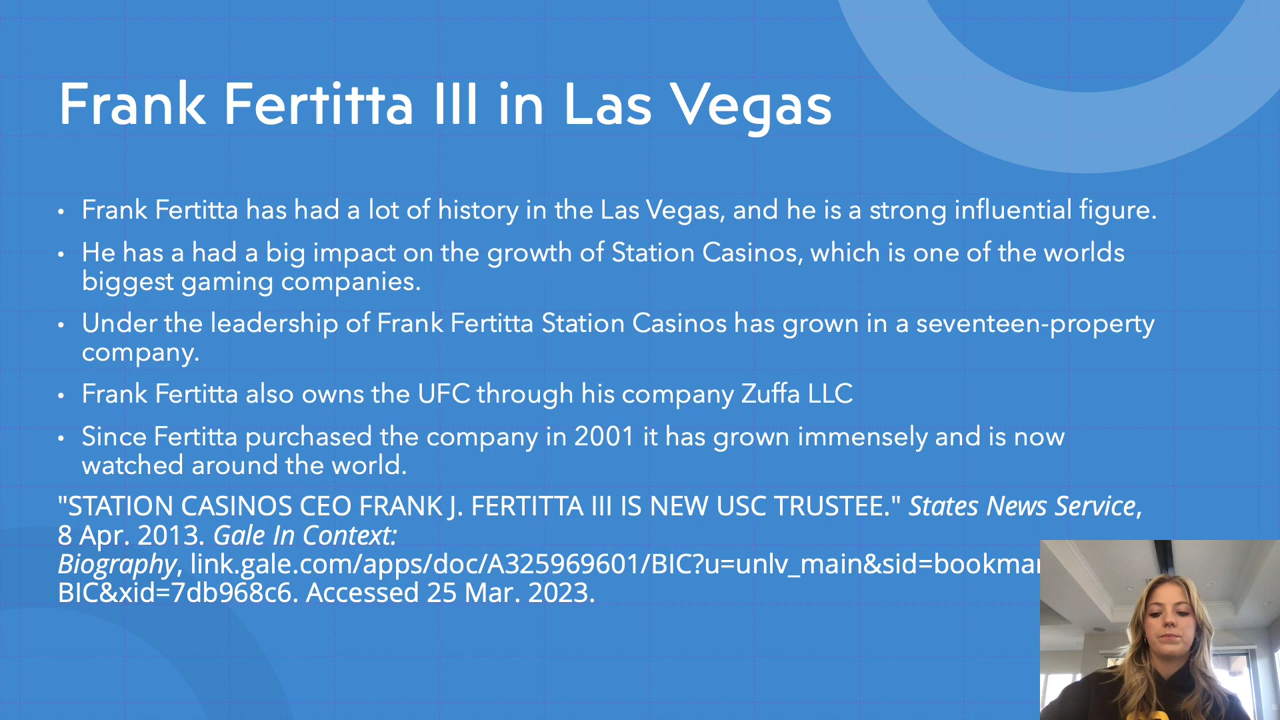 Frank Fertitta III in Las Vegas
• Frank Fertitta has had a lot of history in the Las Vegas, and he is a strong influential figure.
• He has a had a big impact on the growth of Station Casinos, which is one of the worlds
biggest gaming companies.
• Under the leadership of Frank Fertitta Station Casinos has grown in a seventeen-property
company.
• Frank Fertitta also owns the UFC through his company Zuffa LLC
• Since Fertitta purchased the company in 2001 it has grown immensely and is now
watched around the world.
"STATION CASINOS CEO FRANK J. FERTITTA III IS NEW USC TRUSTEE." States News Service,
8 Apr. 2013. Gale In Context:
Biography, link.gale.com/apps/doc/A325969601/BIC?u=unlv_main&sid=bookmar
BIC&xid=7db968c6. Accessed 25 Mar. 2023.